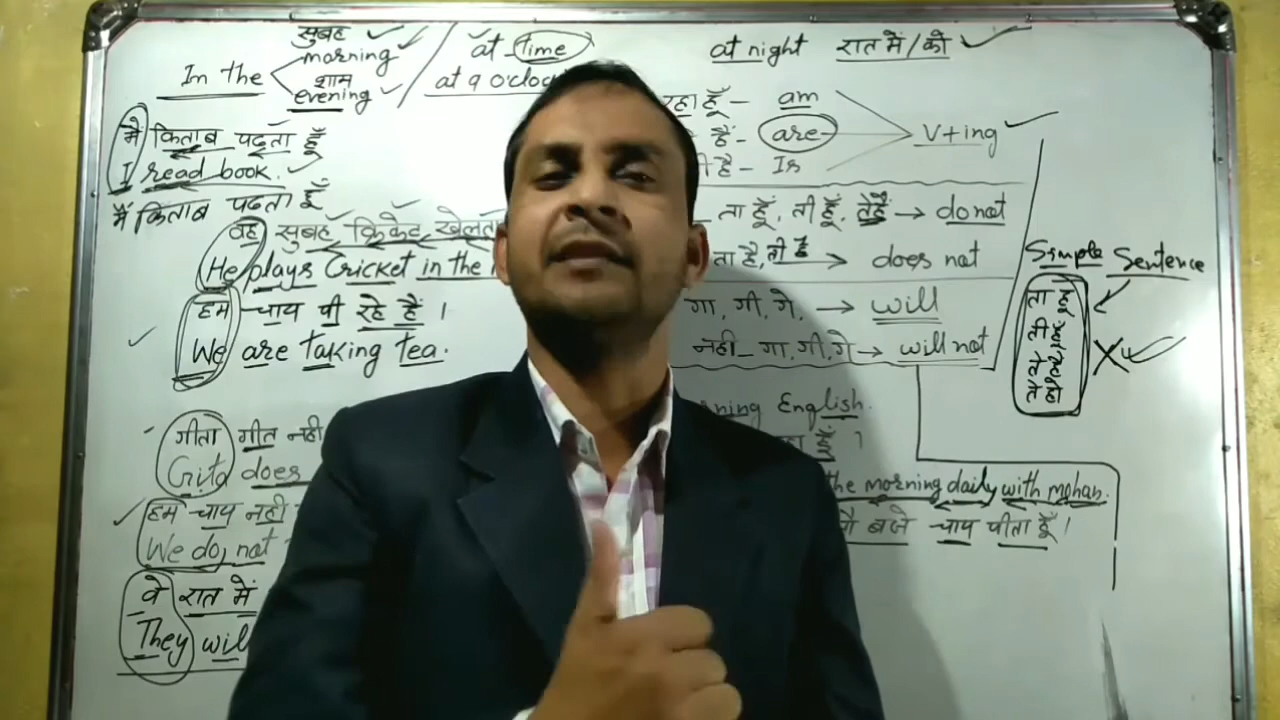 In the
सुबह
morning
शाम
evening
at time
at 9 o'cloc
at night रात में/को
मैं किताब पढ़ता हूँ
I read book.
मैं किताब पढ़ता हूँ
वह सुबह क्रिकेट खेलता
He plays Cricket in the
हम चाय पी रहे हैं ।
We are taking tea.
गीता गीत नही
Gita does
हम चाय नही
We do not
वे रात में
They will
रहा हूँ - am
हैं - are
ी है - Is
V+ing
ता हूँ, ती हूँ, → do not
ता है, ती है → does not
गा, गी, गे, → will
नही - गा, गी, गे → will not
Simple Sentence
ning English.
हूँ ।
the morning daily with mohan.
बजे चाय पीता हूँ ।